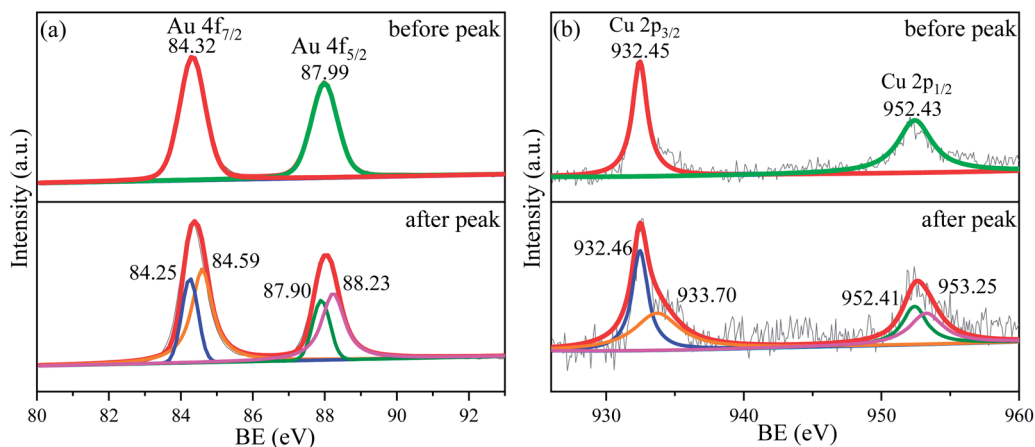 (a)
Au 4f7/2
84.32
Au 4f5/2
87.99
before peak
after peak
84.25
84.59
87.90
88.23
Intensity (a.u.)
80 82 84 86 88 90 92
BE (eV)
(b)
Cu 2p3/2
932.45
before peak
Cu 2p1/2
952.43
after peak
932.46
933.70
952.41
953.25
Intensity (a.u.)
930 940 950 960
BE (eV)